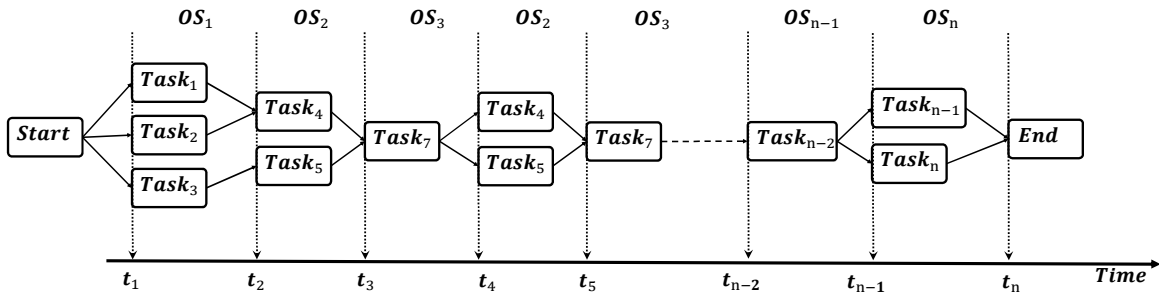 OS₁ OS₂ OS₃ OS₂ OS₃ OSₙ₋₁ OSₙ
Task₁ Task₄ Task₄ Taskₙ₋₁
Start Task₂ Task₇ Task₇ Taskₙ₋₂ End
Task₃ Task₅ Task₅ Taskₙ
t₁ t₂ t₃ t₄ t₅ tₙ₋₂ tₙ₋₁ tₙ Time